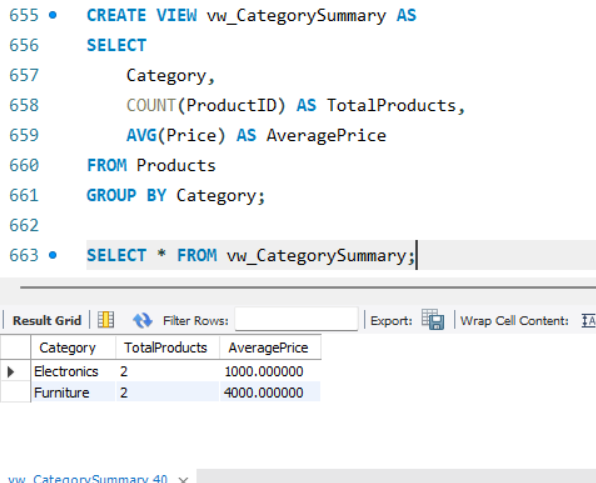 655 CREATE VIEW vw_CategorySummary AS
656 SELECT
657 Category,
658 COUNT(ProductID) AS TotalProducts,
659 AVG(Price) AS AveragePrice
660 FROM Products
661 GROUP BY Category;
662
663 SELECT * FROM vw_CategorySummary;
Result Grid Filter Rows: Export: Wrap Cell Content: IA
Category TotalProducts AveragePrice
Electronics 2 1000.000000
Furniture 2 4000.000000
vw_CategorySummary 40 ×